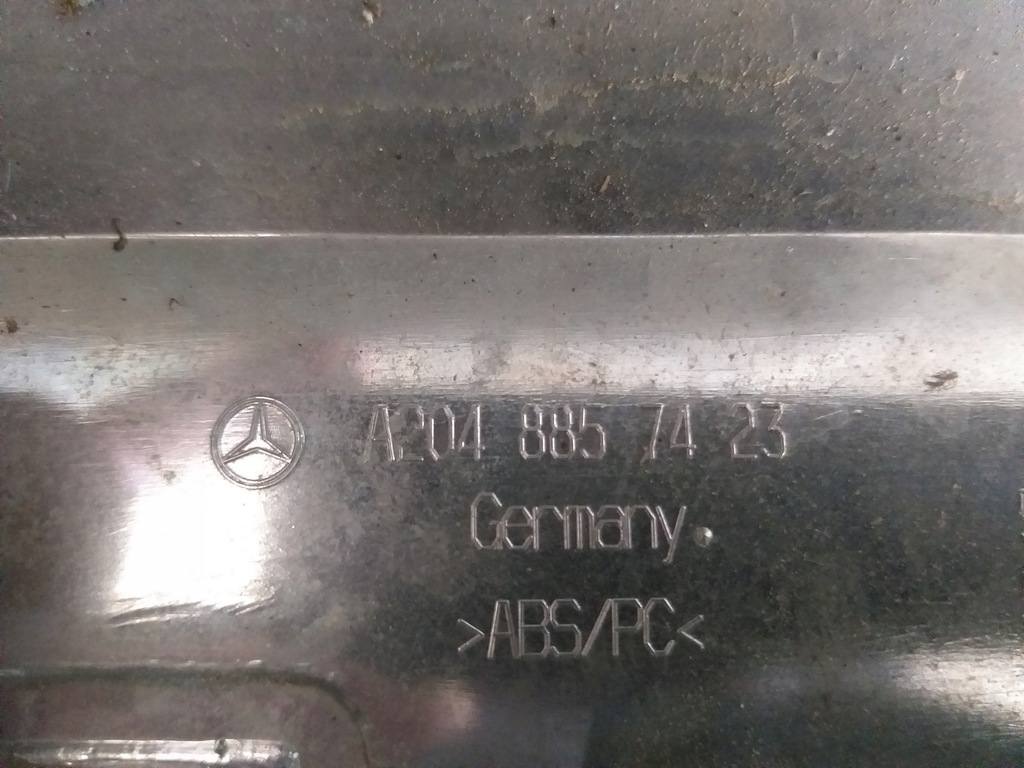 A204 885 74 23
Germany.
>ABS/PC<